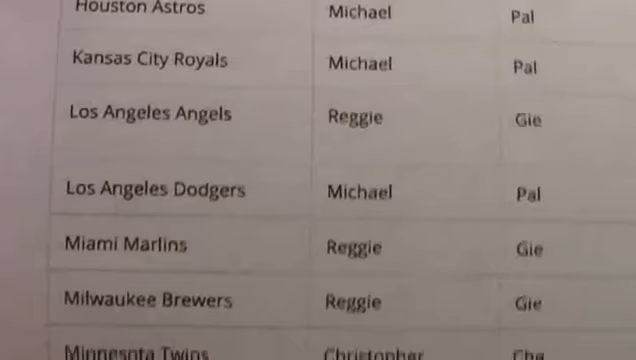 Houston Astros Michael Pal
Kansas City Royals Michael Pal
Los Angeles Angels Reggie Gie
Los Angeles Dodgers Michael Pal
Miami Marlins Reggie Gie
Milwaukee Brewers Reggie Gie
Minnesota Twins Christopher Che